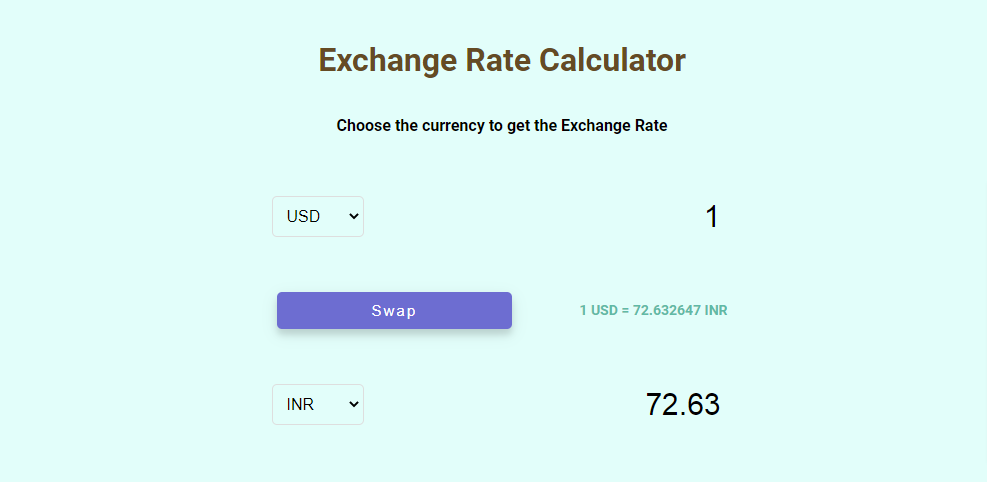 Exchange Rate Calculator
Choose the currency to get the Exchange Rate
USD
1
Swap
1 USD = 72.632647 INR
INR
72.63